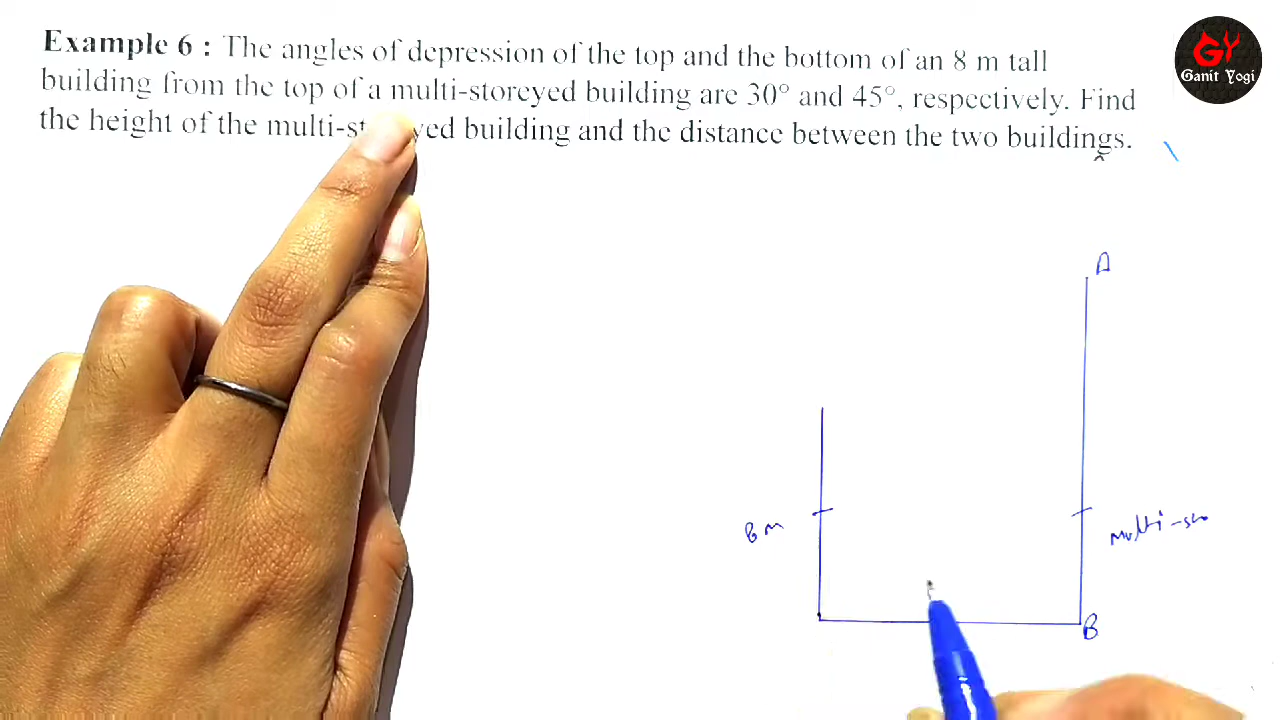 Example 6 : The angles of depression of the top and the bottom of an 8 m tall
building from the top of a multi-storeyed building are 30° and 45°, respectively. Find
the height of the multi-st yed building and the distance between the two buildings.
GY
Ganit Yogi
A
8 m
multi-sto
B